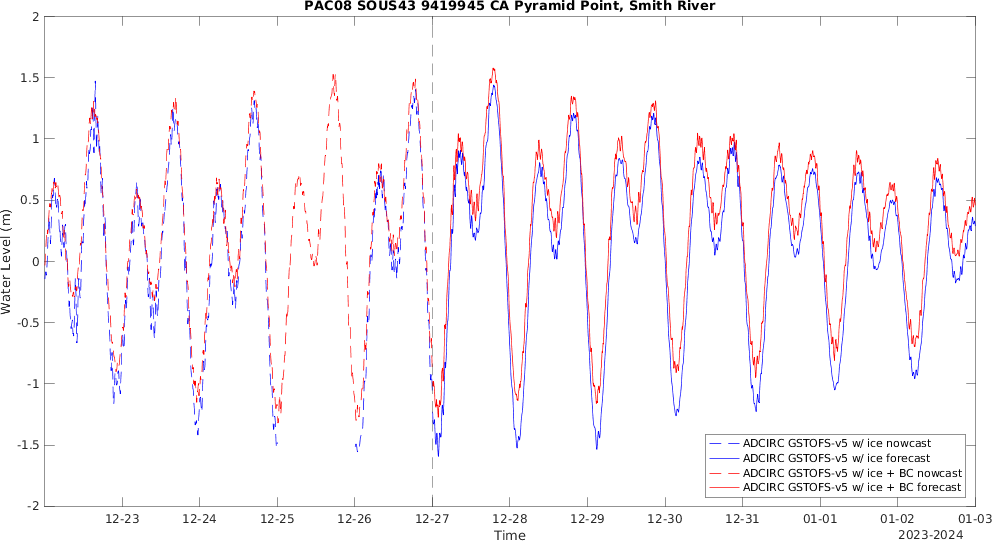 PAC08 SOUS43 9419945 CA Pyramid Point, Smith River
2
1.5
1
0.5
0
-0.5
-1
-1.5
-2
Water Level (m)
ADCIRC GSTOFS-v5 w/ ice nowcast
ADCIRC GSTOFS-v5 w/ ice forecast
ADCIRC GSTOFS-v5 w/ ice + BC nowcast
ADCIRC GSTOFS-v5 w/ ice + BC forecast
12-23 12-24 12-25 12-26 12-27 12-28 12-29 12-30 12-31 01-01 01-02 01-03
Time
2023-2024